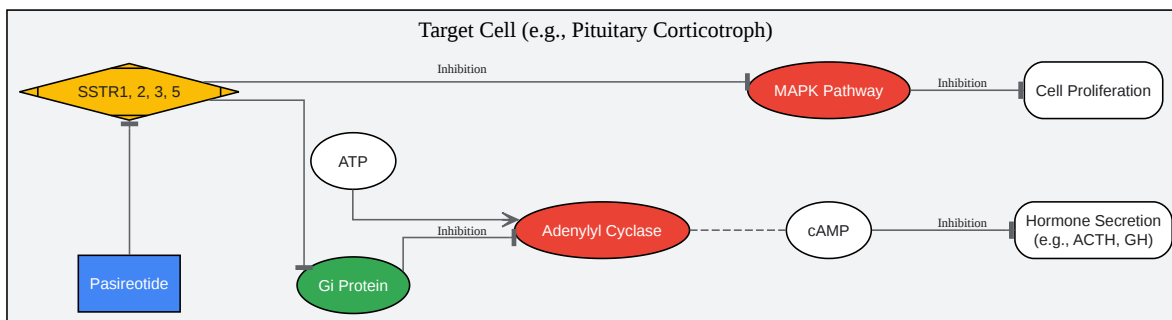 Target Cell (e.g., Pituitary Corticotroph)
Inhibition
SSTR1, 2, 3, 5
MAPK Pathway
Inhibition
Cell Proliferation
ATP
Inhibition
Adenylyl Cyclase
cAMP
Inhibition
Hormone Secretion
(e.g., ACTH, GH)
Pasireotide
Gi Protein